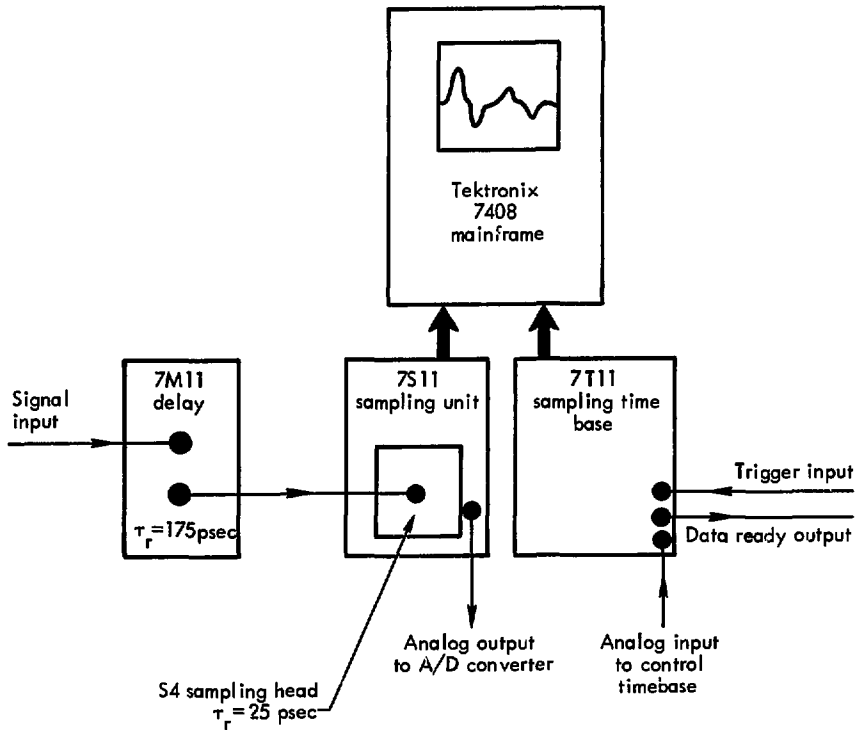 Tektronix
7408
mainframe
7M11
delay
Signal
input
τr=175psec
7S11
sampling unit
7T11
sampling time
base
Trigger input
Data ready output
Analog output
to A/D converter
Analog input
to control
timebase
S4 sampling head
τr=25 psec